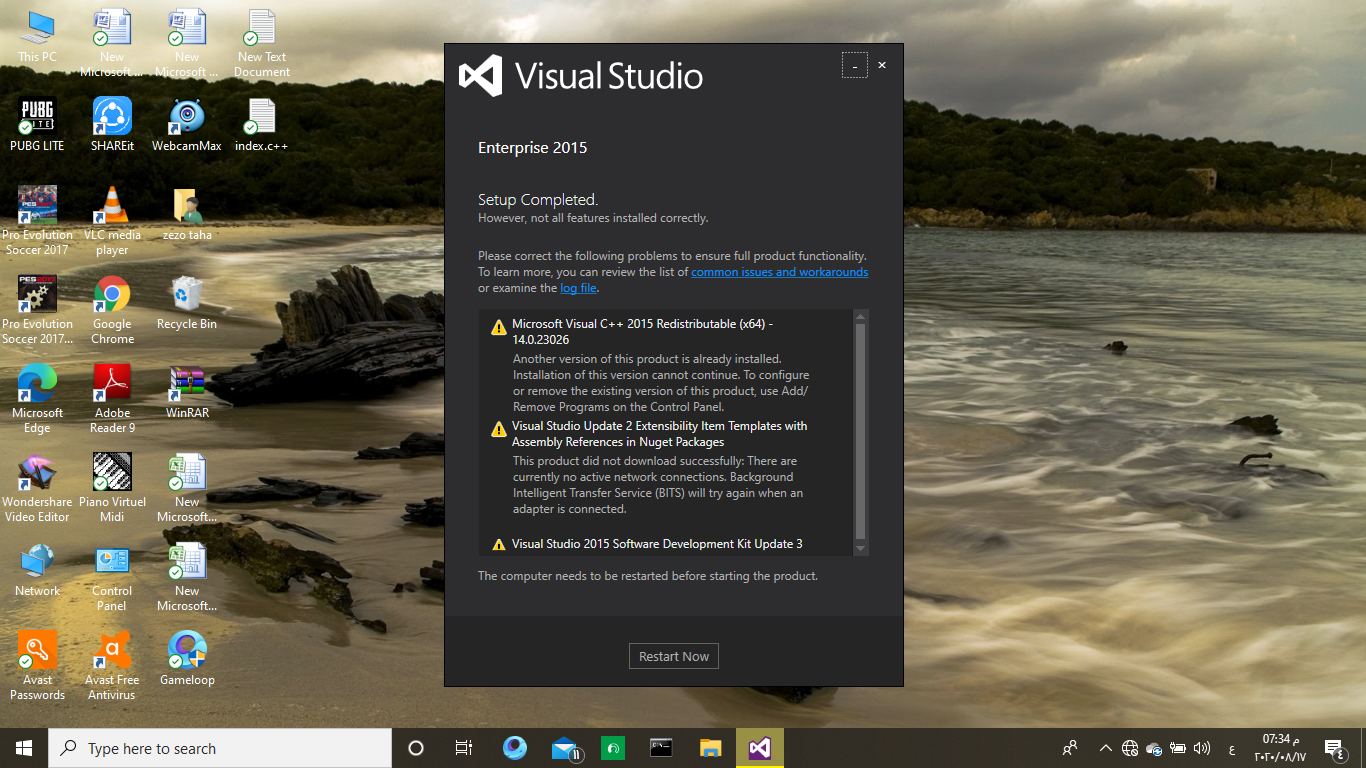 This PC
New
Microsoft ...
New
Microsoft ...
New Text
Document
PUBG LITE
SHAREit
WebcamMax
index.c++
Pro Evolution
Soccer 2017
VLC media
player
zezo taha
Pro Evolution
Soccer 2017...
Google
Chrome
Recycle Bin
Microsoft
Edge
Adobe
Reader 9
WinRAR
Wondershare
Video Editor
Piano Virtuel
Midi
New
Microsoft...
Network
Control
Panel
New
Microsoft...
Avast
Passwords
Avast Free
Antivirus
Gameloop
Visual Studio
Enterprise 2015
Setup Completed.
However, not all features installed correctly.
Please correct the following problems to ensure full product functionality.
To learn more, you can review the list of common issues and workarounds
or examine the log file.
Microsoft Visual C++ 2015 Redistributable (x64) -
14.0.23026
Another version of this product is already installed.
Installation of this version cannot continue. To configure
or remove the existing version of this product, use Add/
Remove Programs on the Control Panel.
Visual Studio Update 2 Extensibility Item Templates with
Assembly References in Nuget Packages
This product did not download successfully: There are
currently no active network connections. Background
Intelligent Transfer Service (BITS) will try again when an
adapter is connected.
Visual Studio 2015 Software Development Kit Update 3
The computer needs to be restarted before starting the product.
Restart Now
Type here to search
١١
ع
07:34 م
٢٠٢٠/٠٨/١٧
٤